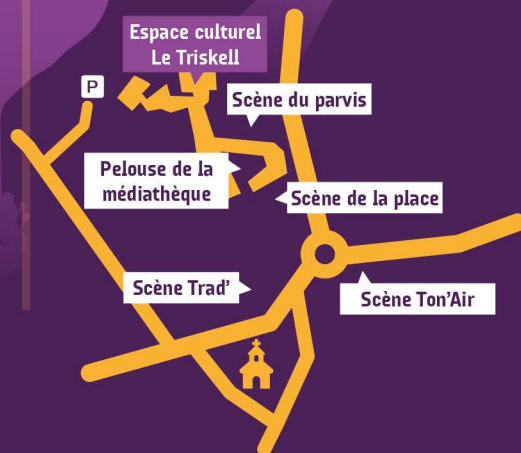 Espace culturel
Le Triskell
P
Scène du parvis
Pelouse de la
médiathèque
Scène de la place
Scène Trad’
Scène Ton’Air